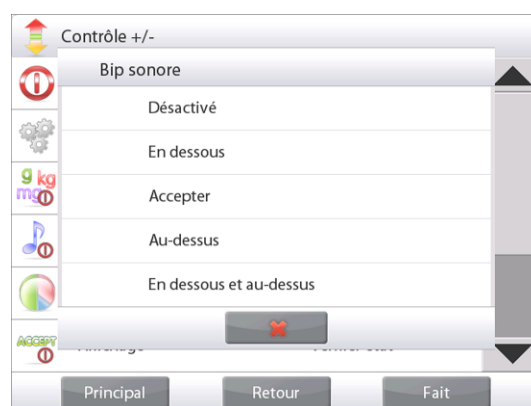 Contrôle +/-
Bip sonore
Désactivé
En dessous
g kg
mg
Accepter
Au-dessus
En dessous et au-dessus
ACCEPT
Principal
Retour
Fait